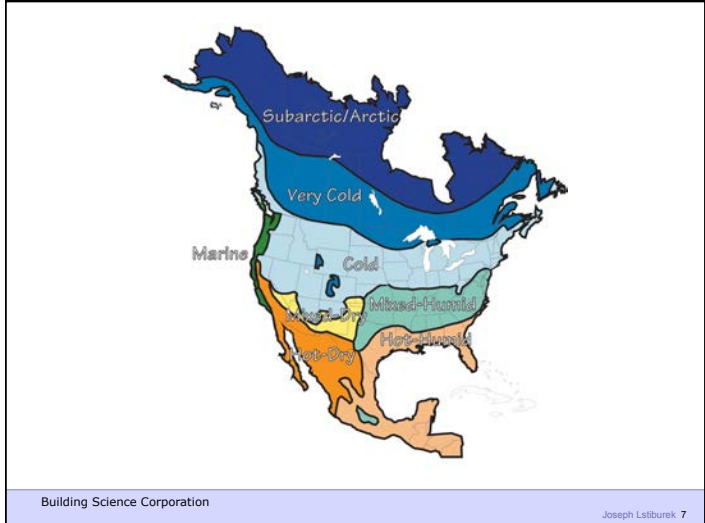 Subarctic/Arctic
Very Cold
Marine
Cold
Mixed-Humid
Mixed-Dry
Hot-Humid
Hot-Dry
Building Science Corporation
Joseph Lstiburek 7